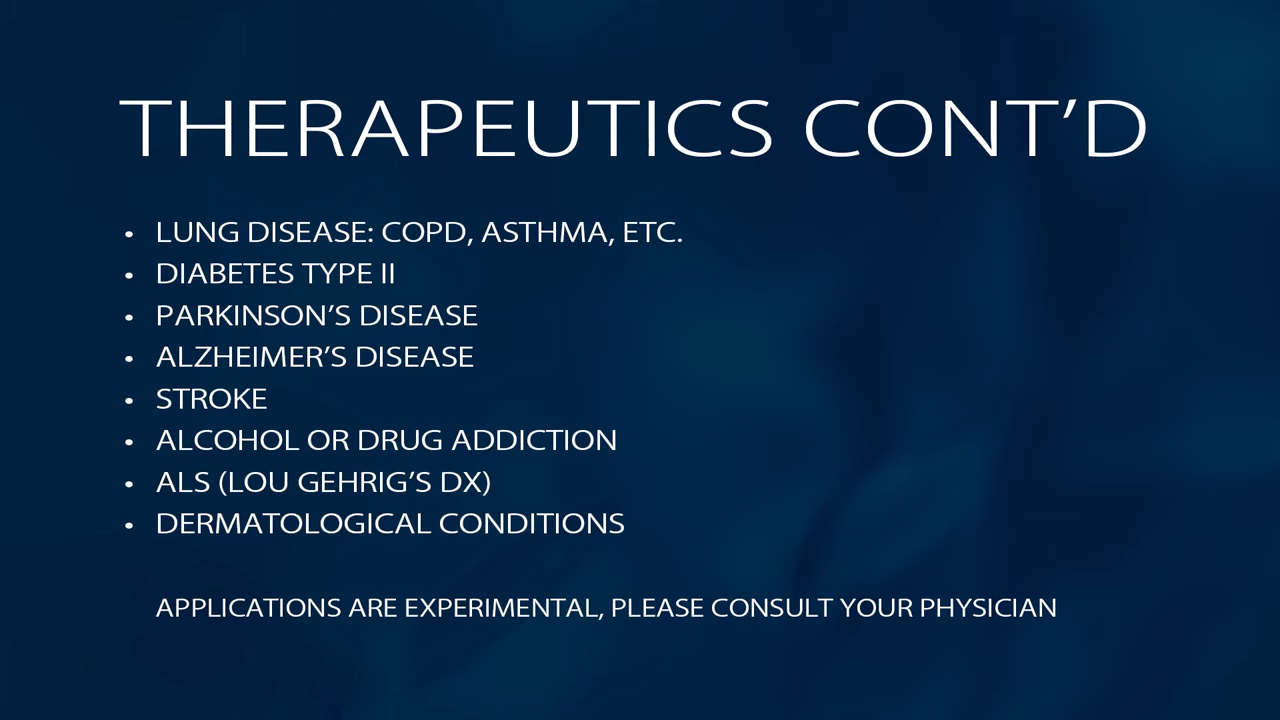 THERAPEUTICS CONT’D
• LUNG DISEASE: COPD, ASTHMA, ETC.
• DIABETES TYPE II
• PARKINSON’S DISEASE
• ALZHEIMER’S DISEASE
• STROKE
• ALCOHOL OR DRUG ADDICTION
• ALS (LOU GEHRIG’S DX)
• DERMATOLOGICAL CONDITIONS
APPLICATIONS ARE EXPERIMENTAL, PLEASE CONSULT YOUR PHYSICIAN